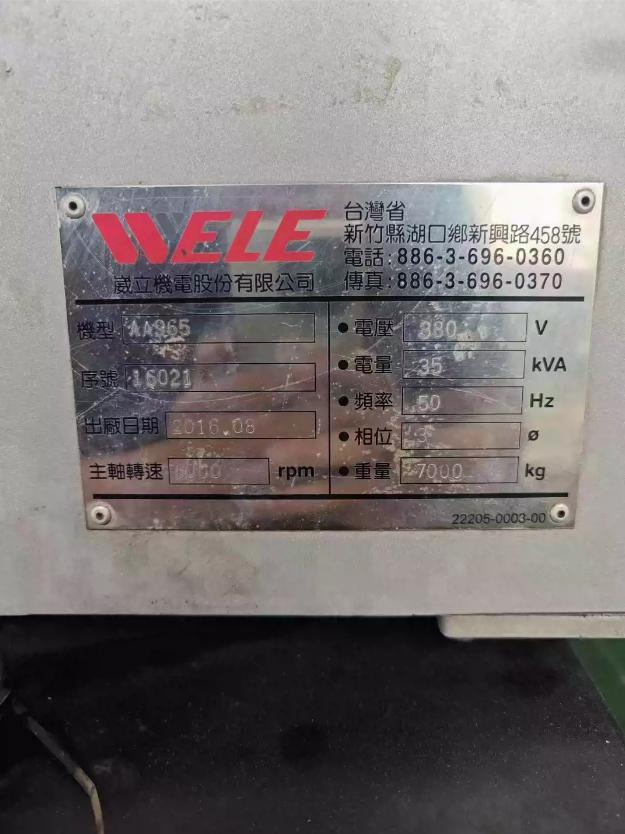 WELE
崴立機電股份有限公司
台灣省
新竹縣湖口鄉新興路458號
電話:886-3-696-0360
傳真:886-3-696-0370
機型 AA965
序號 16021
出廠日期 2016.08
主軸轉速 rpm
●電壓 380 V
●電量 35 kVA
●頻率 50 Hz
●相位 3 ø
●重量 7000 kg
22205-0003-00